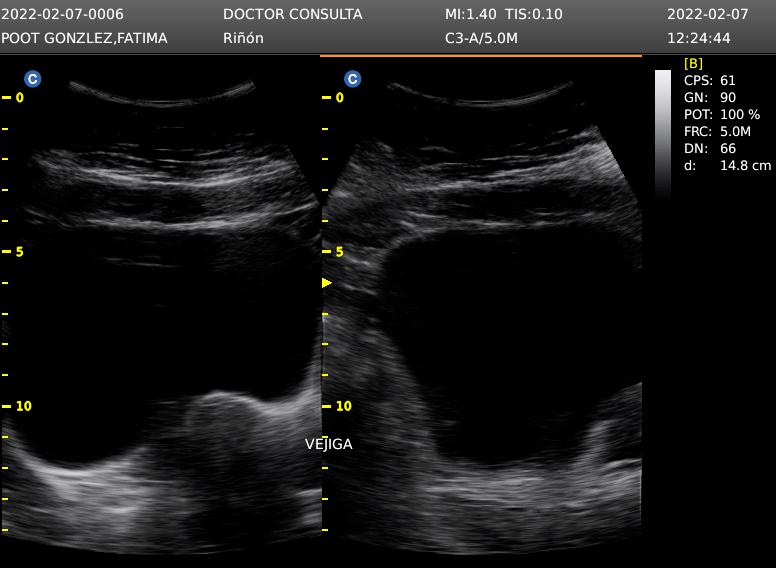 2022-02-07-0006 DOCTOR CONSULTA MI:1.40 TIS:0.10 2022-02-07
POOT GONZLEZ,FATIMA Riñón C3-A/5.0M 12:24:44
[B]
C C
CPS: 61
0 0
GN: 90
POT: 100 %
FRC: 5.0M
DN: 66
d: 14.8 cm
5 5
10 10
VEJIGA